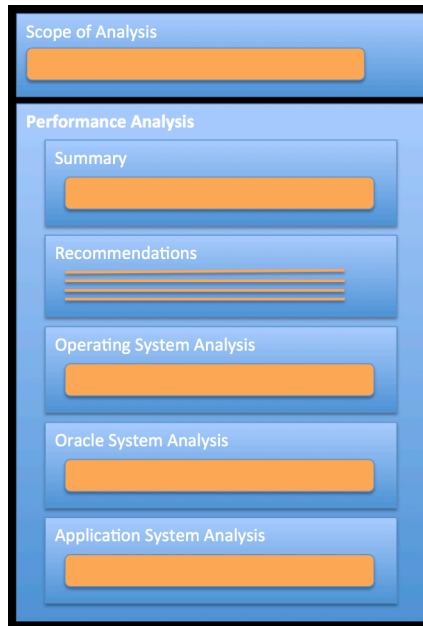 Scope of Analysis
Performance Analysis
Summary
Recommendations
Operating System Analysis
Oracle System Analysis
Application System Analysis